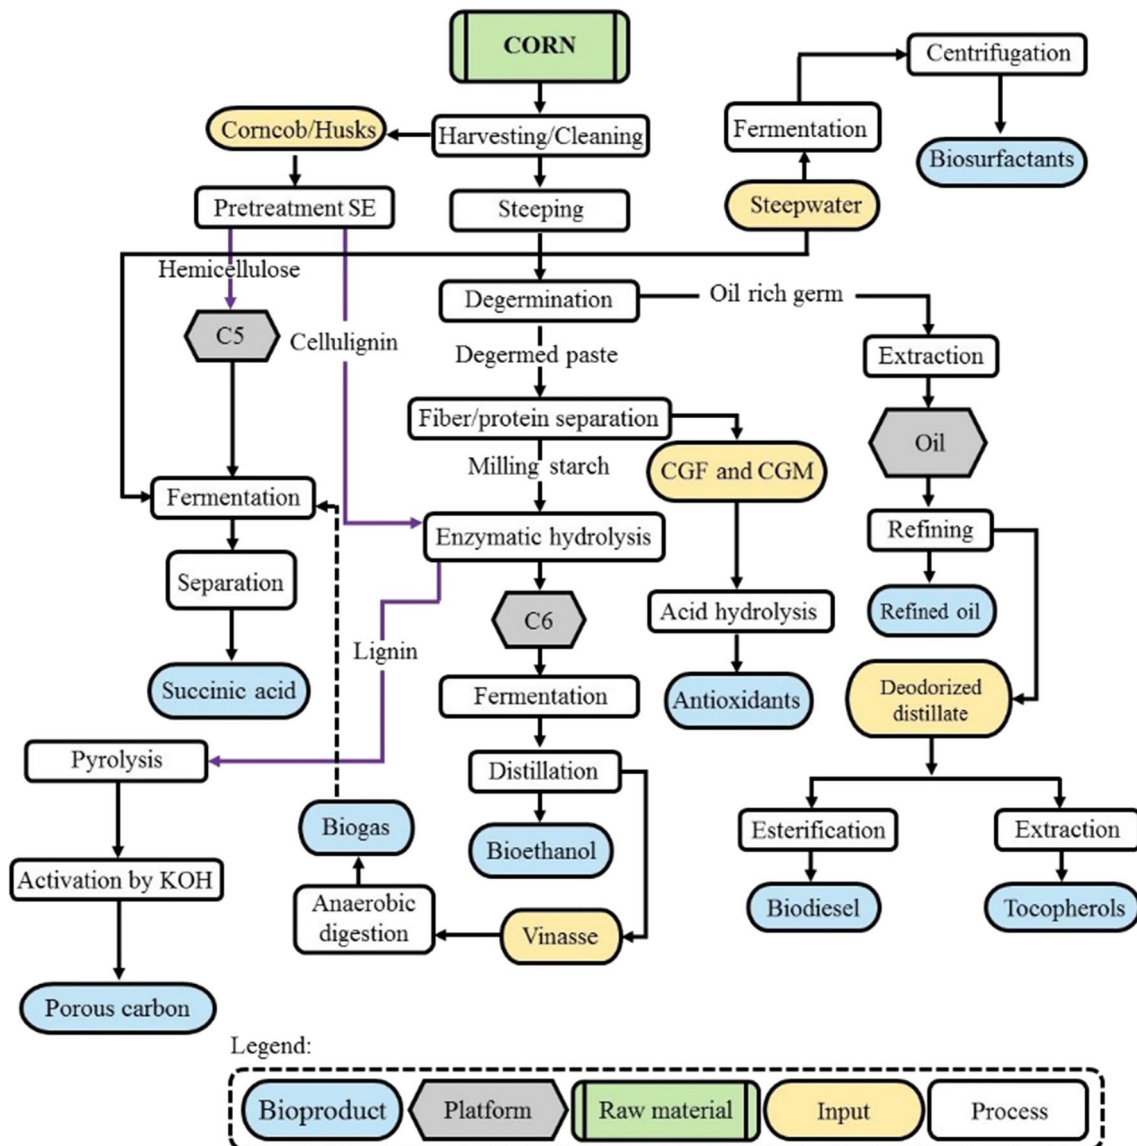 CORN
Centrifugation
Corncob/Husks
Harvesting/Cleaning
Fermentation
Biosurfactants
Pretreatment SE
Steeping
Steepwater
Hemicellulose
Degermination
Oil rich germ
C5
Cellulignin
Degermed paste
Extraction
Fiber/protein separation
Oil
Milling starch
CGF and CGM
Fermentation
Enzymatic hydrolysis
Refining
Separation
C6
Acid hydrolysis
Refined oil
Lignin
Succinic acid
Fermentation
Antioxidants
Deodorized
distillate
Pyrolysis
Distillation
Biogas
Bioethanol
Esterification
Extraction
Activation by KOH
Anaerobic
digestion
Vinasse
Biodiesel
Tocopherols
Porous carbon
Legend:
Bioproduct
Platform
Raw material
Input
Process